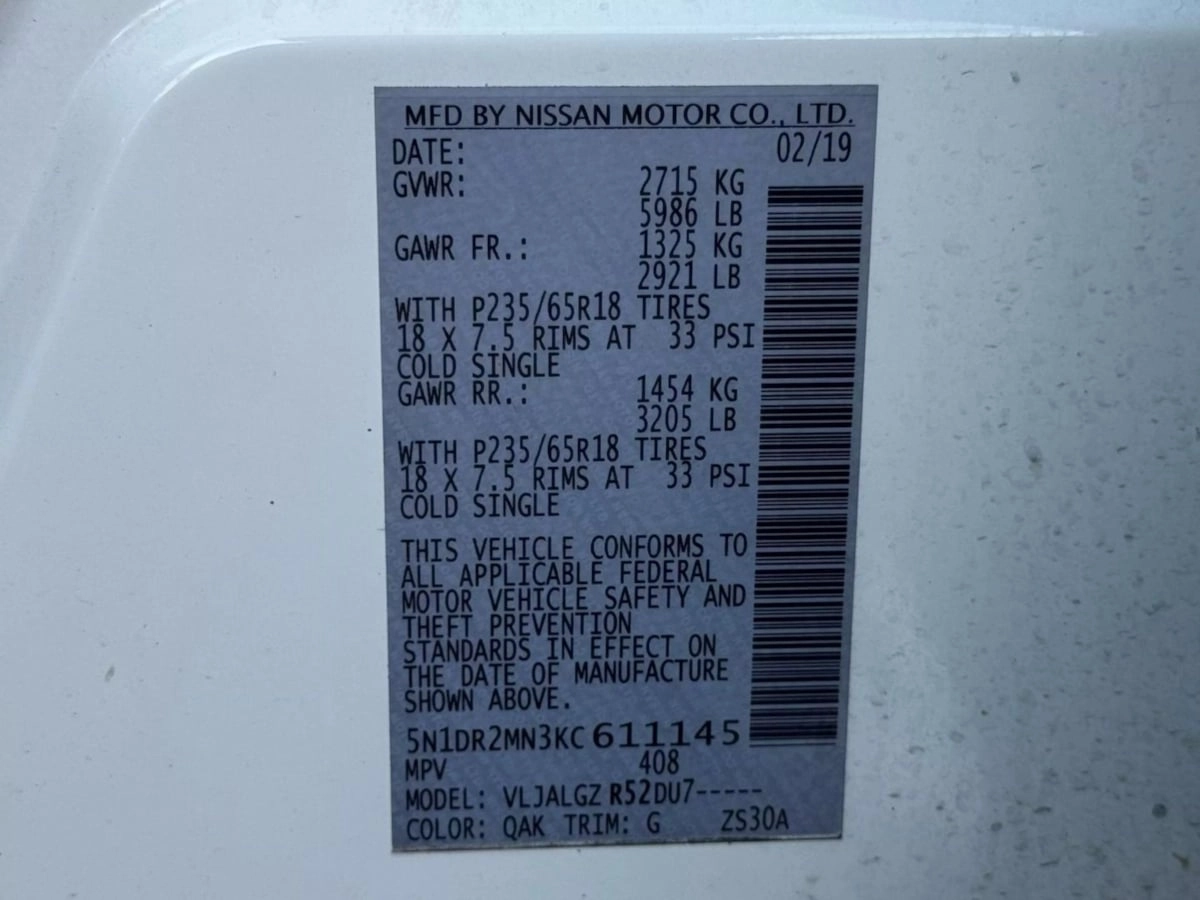 MFD BY NISSAN MOTOR CO., LTD.
DATE: 02/19
GVWR: 2715 KG
5986 LB
GAWR FR.: 1325 KG
2921 LB
WITH P235/65R18 TIRES
18 X 7.5 RIMS AT 33 PSI
COLD SINGLE
GAWR RR.: 1454 KG
3205 LB
WITH P235/65R18 TIRES
18 X 7.5 RIMS AT 33 PSI
COLD SINGLE
THIS VEHICLE CONFORMS TO
ALL APPLICABLE FEDERAL
MOTOR VEHICLE SAFETY AND
THEFT PREVENTION
STANDARDS IN EFFECT ON
THE DATE OF MANUFACTURE
SHOWN ABOVE.
5N1DR2MN3KC611145
MPV 408
MODEL: VLJALGZ R52DU7-----
COLOR: QAK TRIM: G ZS30A